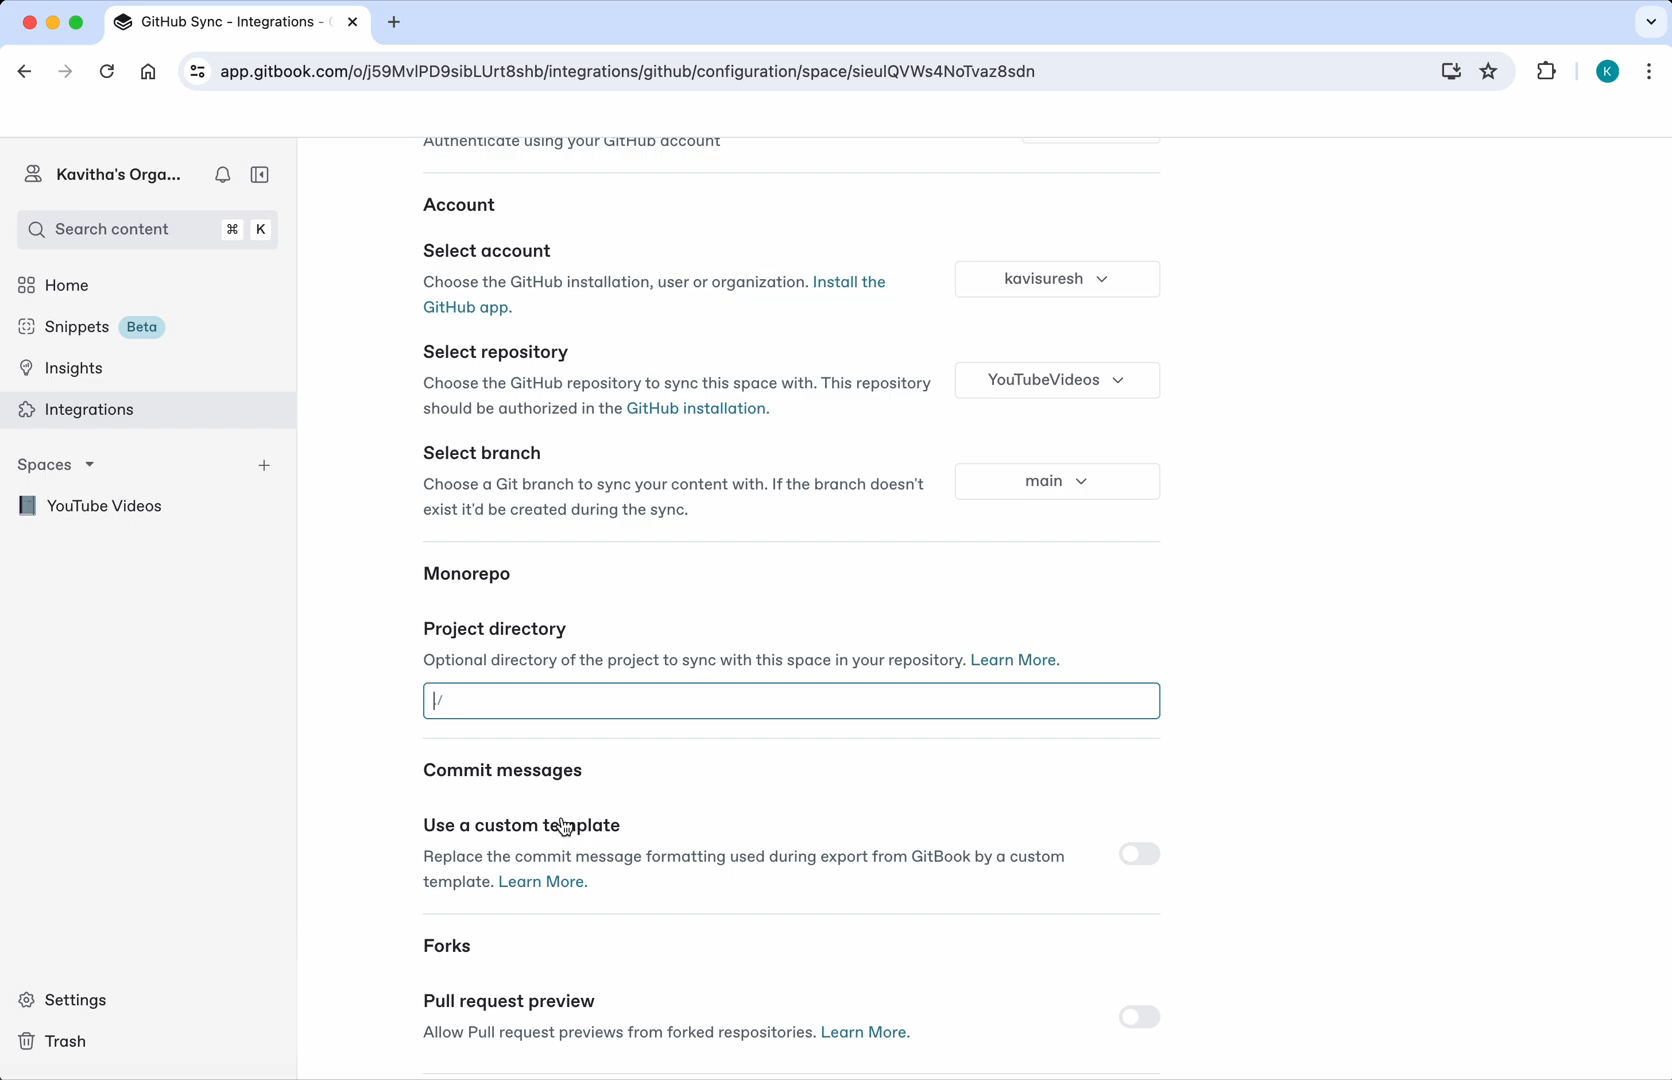 GitHub Sync - Integrations -
app.gitbook.com/o/j59MvlPD9sibLUrt8shb/integrations/github/configuration/space/sieulQVWs4NoTvaz8sdn
K
Kavitha's Orga...
Search content ⌘ K
Home
Snippets Beta
Insights
Integrations
Spaces
YouTube Videos
Settings
Trash
Authenticate using your GitHub account
Account
Select account
Choose the GitHub installation, user or organization. Install the
GitHub app.
kavisuresh
Select repository
Choose the GitHub repository to sync this space with. This repository
should be authorized in the GitHub installation.
YouTubeVideos
Select branch
Choose a Git branch to sync your content with. If the branch doesn't
exist it'd be created during the sync.
main
Monorepo
Project directory
Optional directory of the project to sync with this space in your repository. Learn More.
./
Commit messages
Use a custom template
Replace the commit message formatting used during export from GitBook by a custom
template. Learn More.
Forks
Pull request preview
Allow Pull request previews from forked respositories. Learn More.